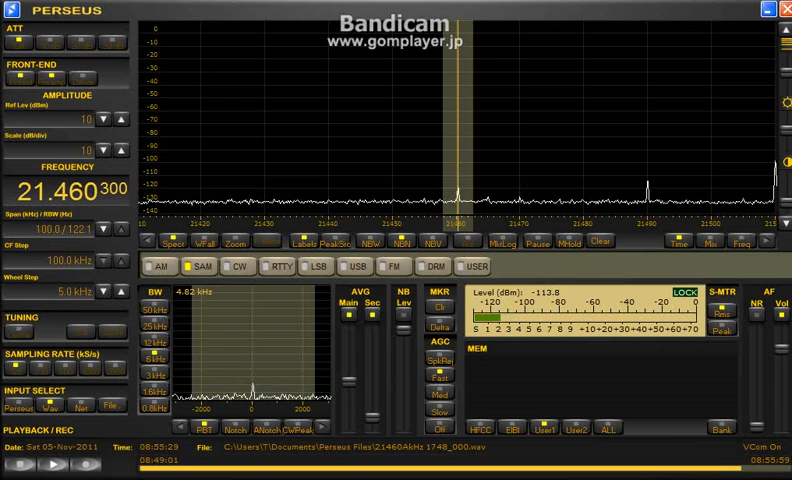 PERSEUS
Bandicam
www.gomplayer.jp
ATT
FRONT-END
AMPLITUDE
Ref Lev (dBm)
10
Scale (dB/div)
10
FREQUENCY
21.460300
Span (kHz) / RBW (Hz)
100.0 / 122.1
CF Step
100.0 kHz
Wheel Step
5.0 kHz
TUNING
SAMPLING RATE (kS/s)
INPUT SELECT
Perseus Wav Net File
PLAYBACK / REC
0
-10
-20
-30
-40
-50
-60
-70
-80
-90
-100
-110
-120
-130
-140
10 21420 21430 21440 21450 21460 21470 21480 21490 21500 215
Spect WFall Zoom Labels PeakSrc NBW NBN NBV MkrLog Pause MHold Clear Time Mix Freq
AM SAM CW RTTY LSB USB FM DRM USER
BW
50kHz
25kHz
12kHz
6kHz
3kHz
1.6kHz
0.8kHz
4.82 kHz
-2000 0 2000
PBT Notch ANotch CWPeak
AVG
Main Sec
NB
Lev
MKR
Clr
Delta
AGC
SpkRej
Fast
Med
Slow
Off
Level (dBm) -113.8 LOCK
-120 -100 -80 -60 -40 -20 0
S 1 2 3 4 5 6 7 8 9 +10 +20 +30 +40 +50 +60 +70
S-MTR
Rms
Peak
AF
NR Vol
MEM
HFCC EIBI User1 User2 ALL Bank
Date: Sat 05-Nov-2011 Time: 08:55:29 File: C:\Users\T\Documents\Perseus Files\21460AkHz 1748_000.wav VCom On
08:49:01 08:55:59